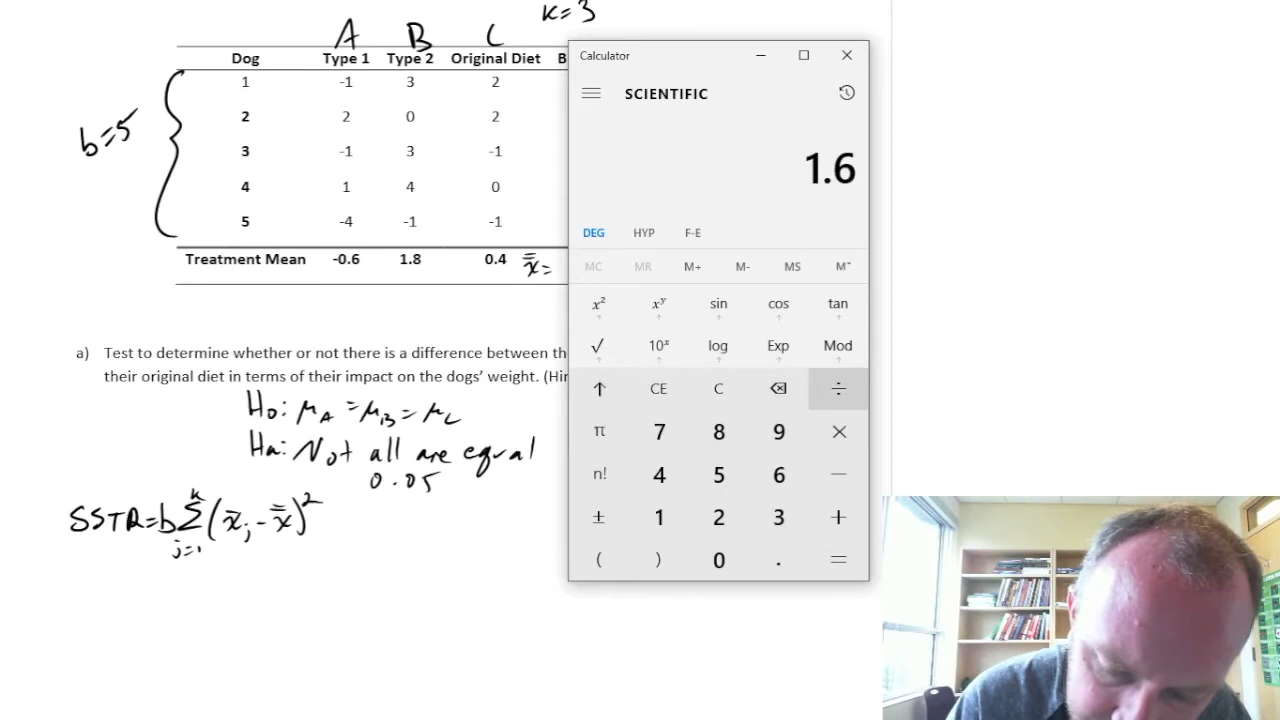 k=3
A B C
Dog Type 1 Type 2 Original Diet B
1 -1 3 2
2 2 0 2
3 -1 3 -1
4 1 4 0
5 -4 -1 -1
b=5
Treatment Mean -0.6 1.8 0.4 x̿=
a) Test to determine whether or not there is a difference between th
their original diet in terms of their impact on the dogs’ weight. (Hin
H₀: μA = μB = μC
Ha: Not all are equal
0.05
SSTR=b∑(x̄j-x̿)²
k
j=1
Calculator
SCIENTIFIC
1.6
DEG HYP F-E
MC MR M+ M- MS M˅
x² xʸ sin cos tan
√ 10ˣ log Exp Mod
↑ CE C ⌫ ÷
π 7 8 9 ×
n! 4 5 6 −
± 1 2 3 +
( ) 0 . =